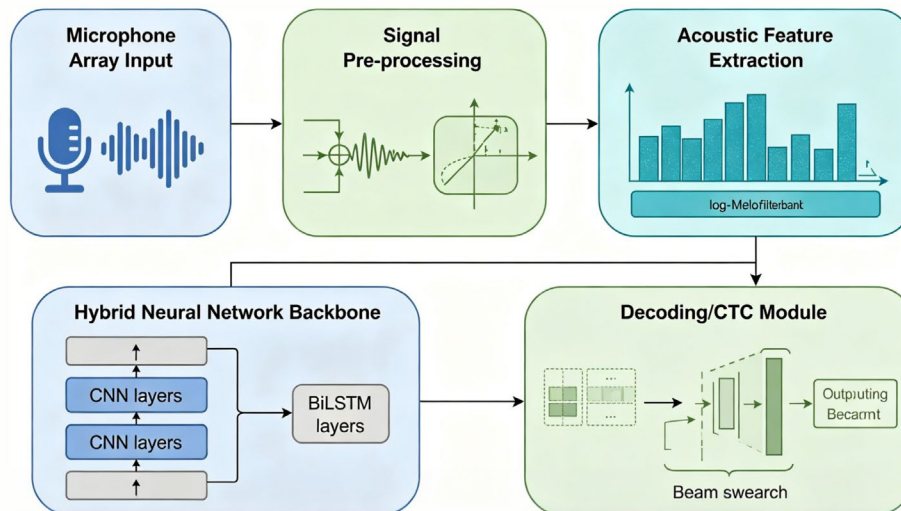 Microphone
Array Input
Signal
Pre-processing
Acoustic Feature
Extraction
log-Melofilterbant
Hybrid Neural Network Backbone
CNN layers
CNN layers
BiLSTM
layers
Decoding/CTC Module
...
...
Outpyting
Becarnt
Beam swearch